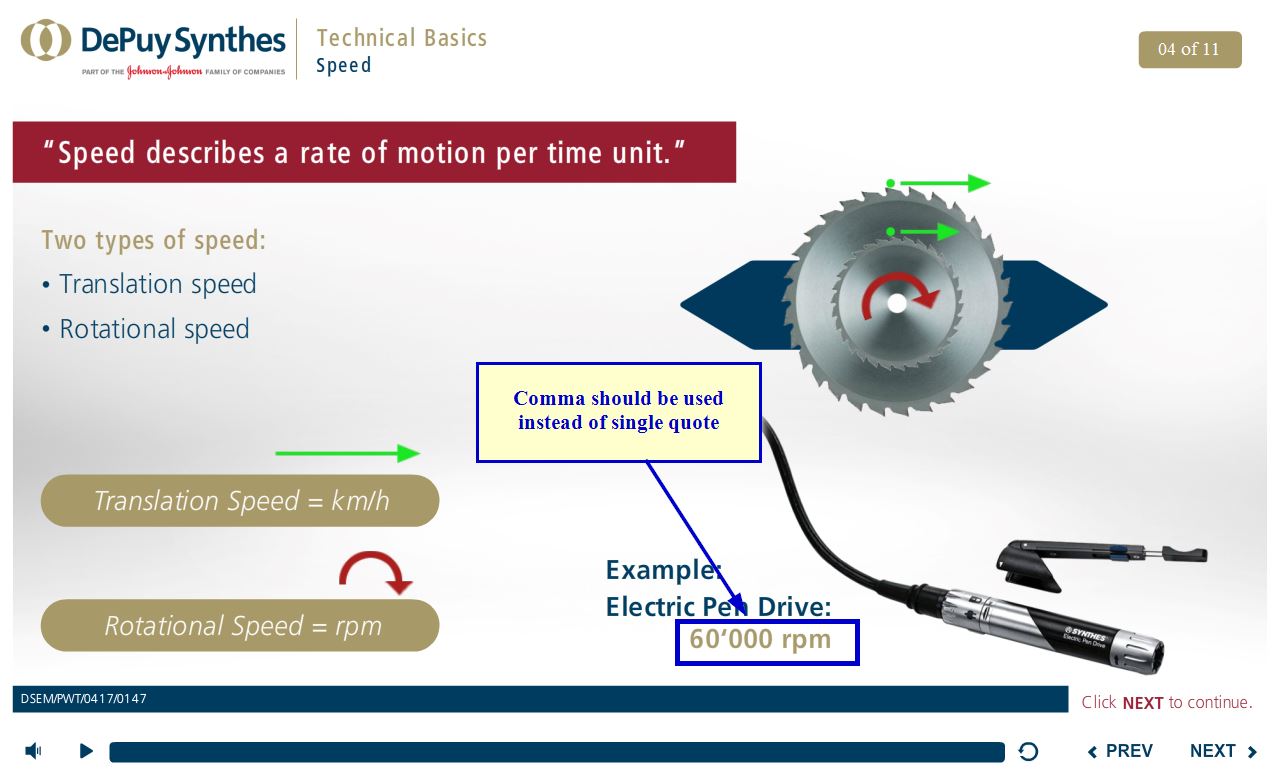 DePuy Synthes
PART OF THE Johnson & Johnson FAMILY OF COMPANIES
Technical Basics
Speed
04 of 11
“Speed describes a rate of motion per time unit.”
Two types of speed:
• Translation speed
• Rotational speed
Comma should be used
instead of single quote
Translation Speed = km/h
Rotational Speed = rpm
Example:
Electric Pen Drive:
60‘000 rpm
SYNTHES
Electric Pen Drive
DSEM/PWT/0417/0147
Click NEXT to continue.
PREV
NEXT